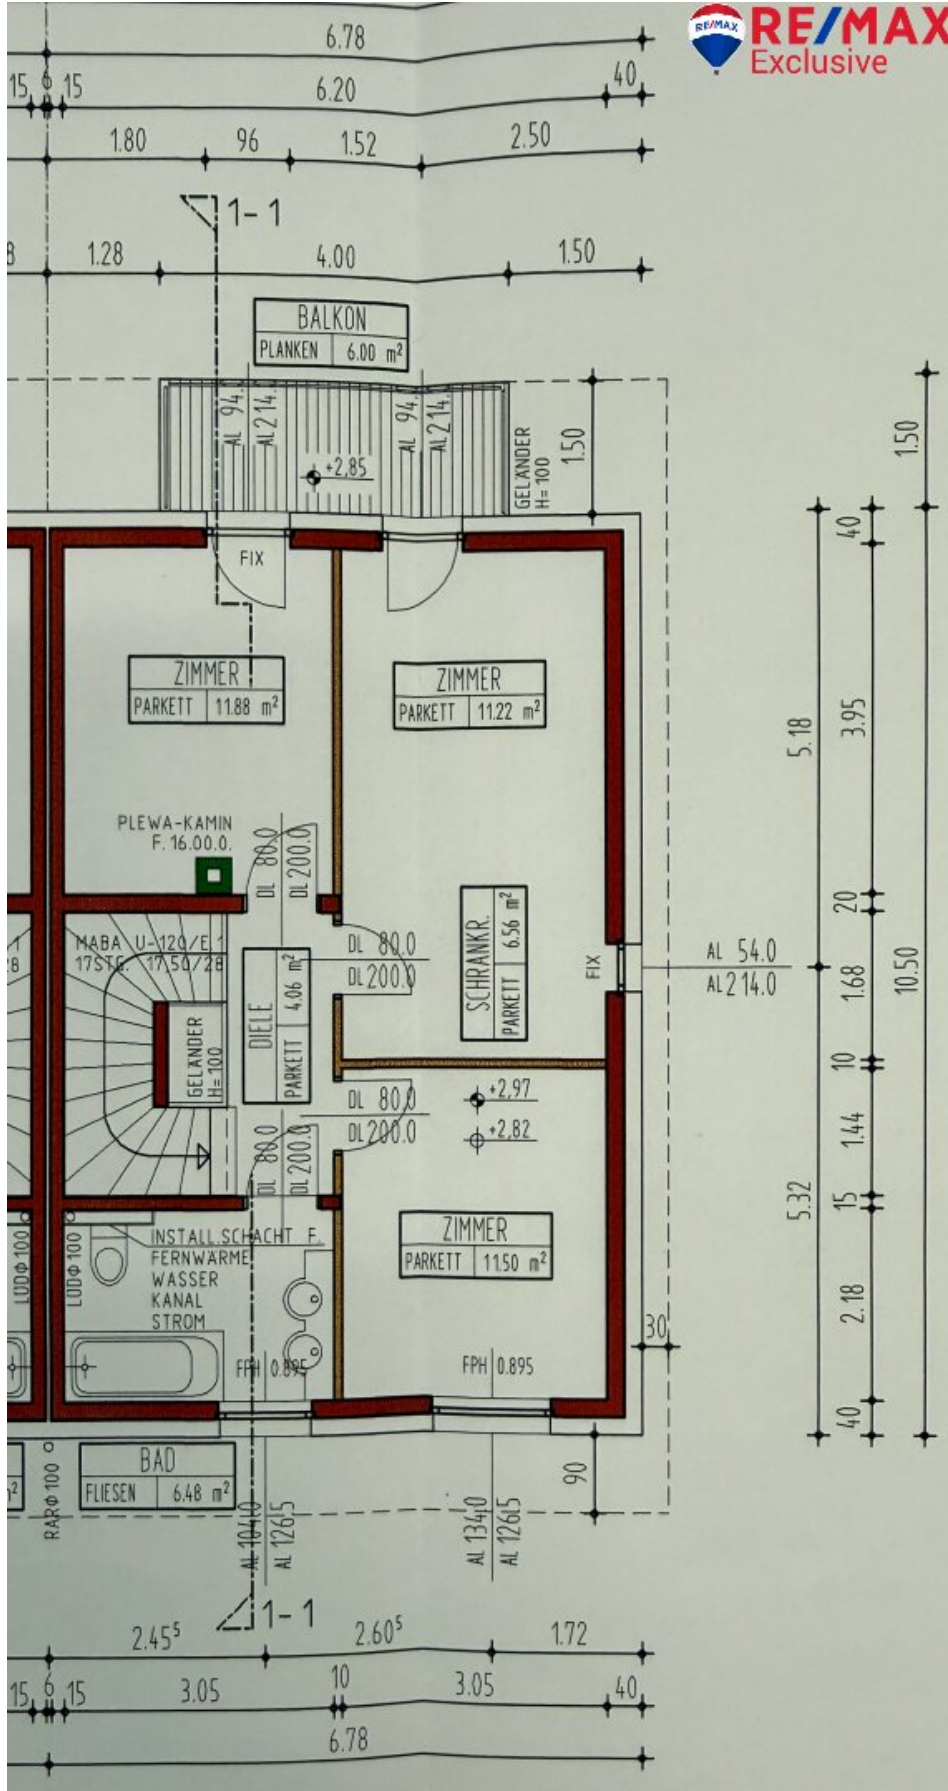 RE/MAX
RE/MAX
Exclusive
6.78
15 6 15
6.20
40
1.80
96
1.52
2.50
1-1
8
1.28
4.00
1.50
BALKON
PLANKEN 6.00 m²
AL 94.
AL 214.
AL 94.
AL 214.
+2,85
GELÄNDER
H=100
1.50
1.50
FIX
40
ZIMMER
PARKETT 11.88 m²
ZIMMER
PARKETT 11.22 m²
5.18
3.95
PLEWA-KAMIN
F. 16.00.0.
DL 80.0
DL 200.0
20
MABA U-120/E.1
17STG. 17,50/28
1
28
DIELE
PARKETT 4.06 m²
DL 80.0
DL 200.0
SCHRANKR.
PARKETT 6.56 m²
FIX
AL 54.0
AL 214.0
1.68
10.50
GELÄNDER
H=100
10
DL 80.0
DL 200.0
+2,97
+2,82
1.44
DL 80.0
DL 200.0
5.32
15
LÜDϕ100
LÜDϕ100
INSTALL.SCHACHT F.
FERNWÄRME
WASSER
KANAL
STROM
ZIMMER
PARKETT 11.50 m²
2.18
30
FPH 0.895
FPH 0.895
40
m²
RARϕ100
BAD
FLIESEN 6.48 m²
90
AL 104.0
AL 126.5
AL 134.0
AL 126.5
1-1
2.45⁵
2.60⁵
1.72
15 6 15
3.05
10
3.05
40
6.78